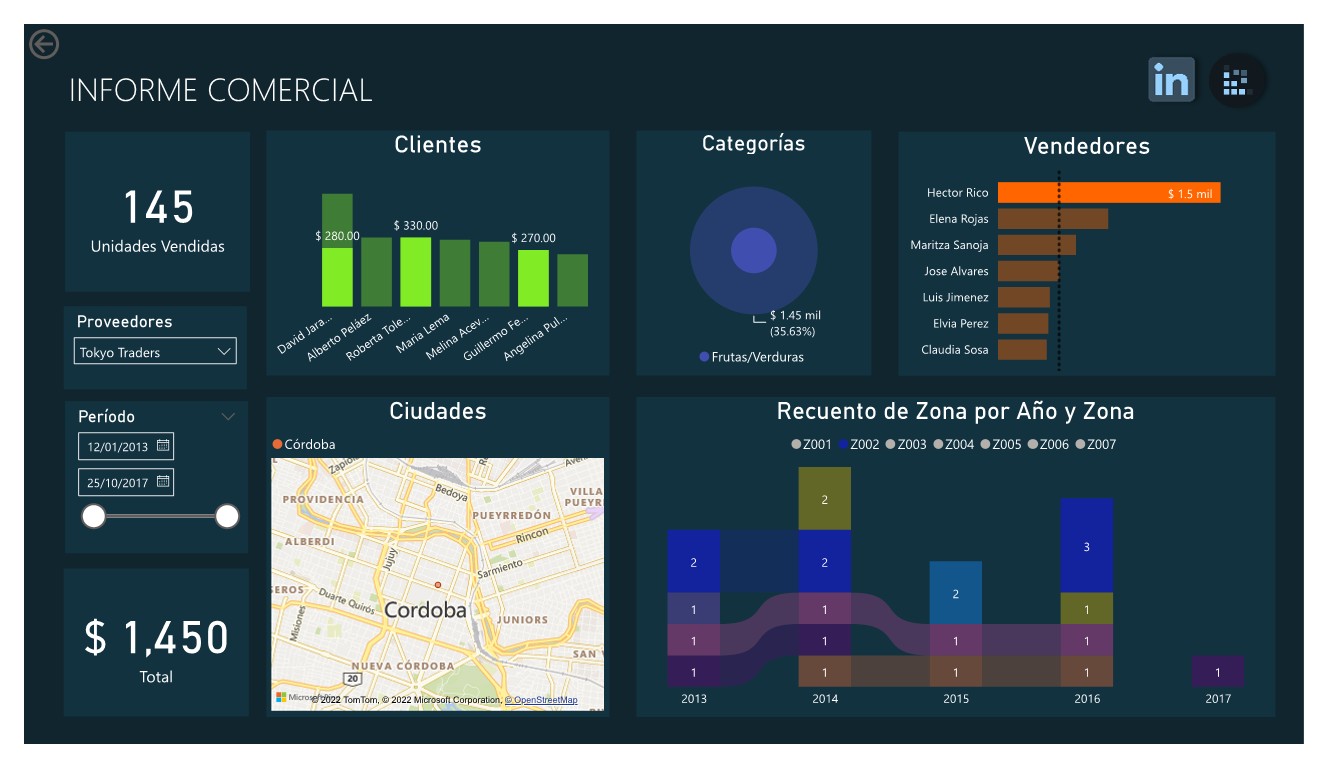 INFORME COMERCIAL
in
145
Unidades Vendidas
Proveedores
Tokyo Traders
Período
12/01/2013
25/10/2017
$ 1,450
Total
Clientes
$ 280.00
$ 330.00
$ 270.00
David Jara...
Alberto Peláez
Roberta Tole...
Maria Lema
Melina Acev...
Guillermo Fe...
Angelina Pul...
Categorías
$ 1.45 mil
(35.63%)
Frutas/Verduras
Vendedores
Hector Rico
$ 1.5 mil
Elena Rojas
Maritza Sanoja
Jose Alvares
Luis Jimenez
Elvia Perez
Claudia Sosa
Ciudades
Córdoba
Zapiola
Bedoya
PROVIDENCIA
VILLA
PUEYR
PUEYRREDÓN
Rincon
ALBERDI
Jujuy
Sarmiento
SEROS
Duarte Quirós
Cordoba
Misiones
JUNIORS
SAN
NUEVA CÓRDOBA
20
Microsoft
© 2022 TomTom, © 2022 Microsoft Corporation, © OpenStreetMap
Recuento de Zona por Año y Zona
Z001 Z002 Z003 Z004 Z005 Z006 Z007
2
3
2 2
2
1 1 1
1 1 1 1
1 1 1 1 1
2013 2014 2015 2016 2017